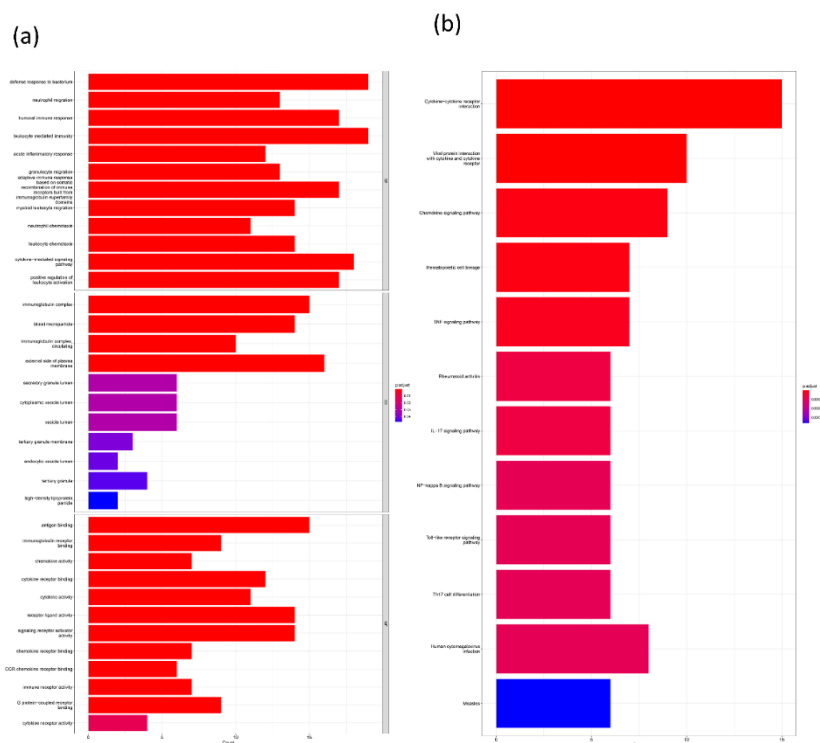 (a)
(b)
defense response to bacterium
neutrophil migration
humoral immune response
leukocyte mediated immunity
acute inflammatory response
granulocyte migration
adaptive immune response
based on somatic
recombination of immune
receptors built from
immunoglobulin superfamily
domains
myeloid leukocyte migration
neutrophil chemotaxis
leukocyte chemotaxis
cytokine-mediated signaling
pathway
positive regulation of
leukocyte activation
immunoglobulin complex
blood microparticle
immunoglobulin complex,
circulating
external side of plasma
membrane
secretory granule lumen
cytoplasmic vesicle lumen
vesicle lumen
tertiary granule membrane
endocytic vesicle lumen
tertiary granule
high-density lipoprotein
particle
antigen binding
immunoglobulin receptor
binding
chemokine activity
cytokine receptor binding
cytokine activity
receptor ligand activity
signaling receptor activator
activity
chemokine receptor binding
CCR chemokine receptor binding
immune receptor activity
G protein-coupled receptor
binding
cytokine receptor activity
0
5
10
15
p.adjust
0.01
0.02
0.03
0.04
Cytokine-cytokine receptor
interaction
Viral protein interaction
with cytokine and cytokine
receptor
Chemokine signaling pathway
Hematopoietic cell lineage
TNF signaling pathway
Rheumatoid arthritis
IL-17 signaling pathway
NF-kappa B signaling pathway
Toll-like receptor signaling
pathway
Th17 cell differentiation
Human cytomegalovirus
infection
Measles
0
5
10
15
p.adjust